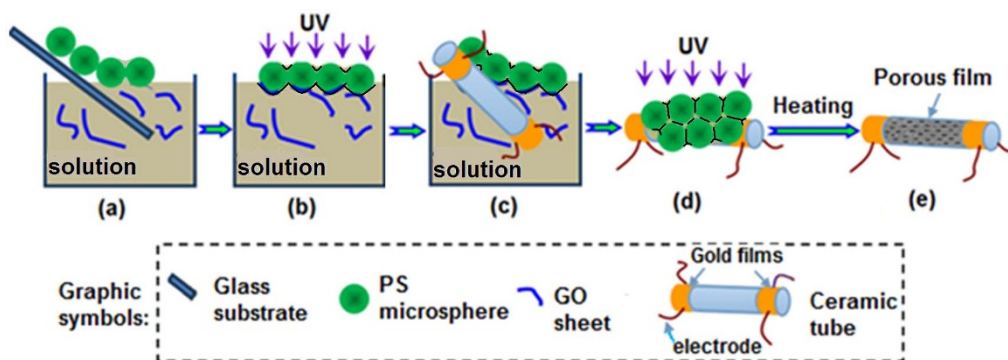 UV
UV
Heating
Porous film
solution
solution
solution
(a)
(b)
(c)
(d)
(e)
Graphic
symbols:
Glass
substrate
PS
microsphere
GO
sheet
Gold films
electrode
Ceramic
tube